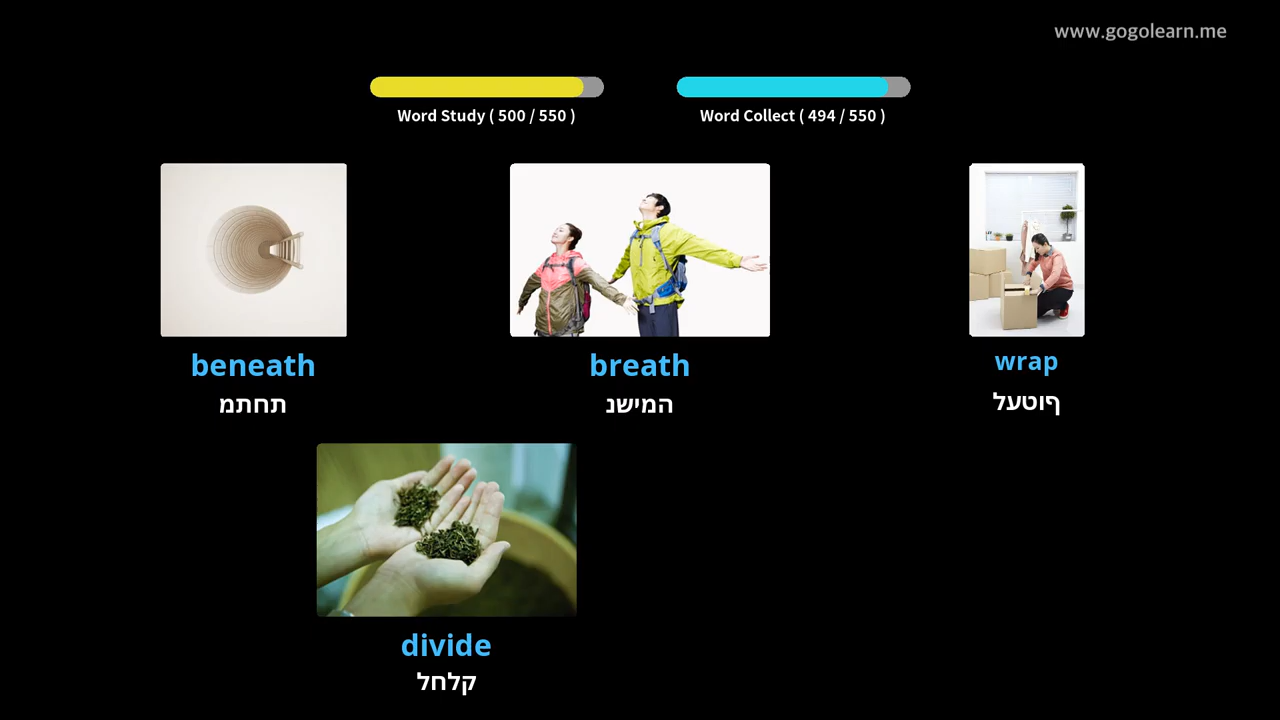 www.gogolearn.me
Word Study ( 500 / 550 )
Word Collect ( 494 / 550 )
beneath
תחתמ
breath
המישנ
wrap
ףוטעל
divide
קלחל